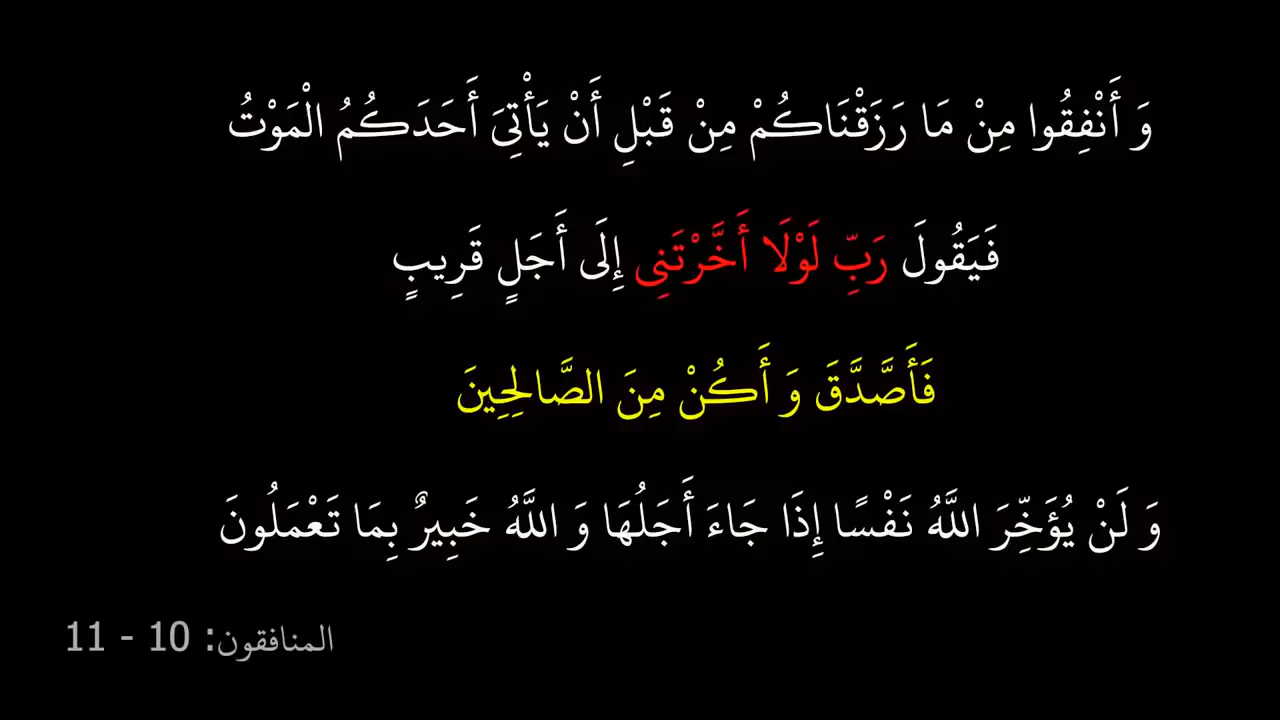 وَ أَنْفِقُوا مِنْ مَا رَزَقْنَاكُمْ مِنْ قَبْلِ أَنْ يَأْتِىَ أَحَدَكُمُ الْمَوْتُ
فَيَقُولَ رَبِّ لَوْلَا أَخَّرْتَنِى إِلَى أَجَلٍ قَرِيبٍ
فَأَصَّدَّقَ وَ أَكُنْ مِنَ الصَّالِحِينَ
وَ لَنْ يُؤَخِّرَ اللَّهُ نَفْسًا إِذَا جَاءَ أَجَلُهَا وَ اللَّهُ خَبِيرٌ بِمَا تَعْمَلُونَ
المنافقون: 10 - 11